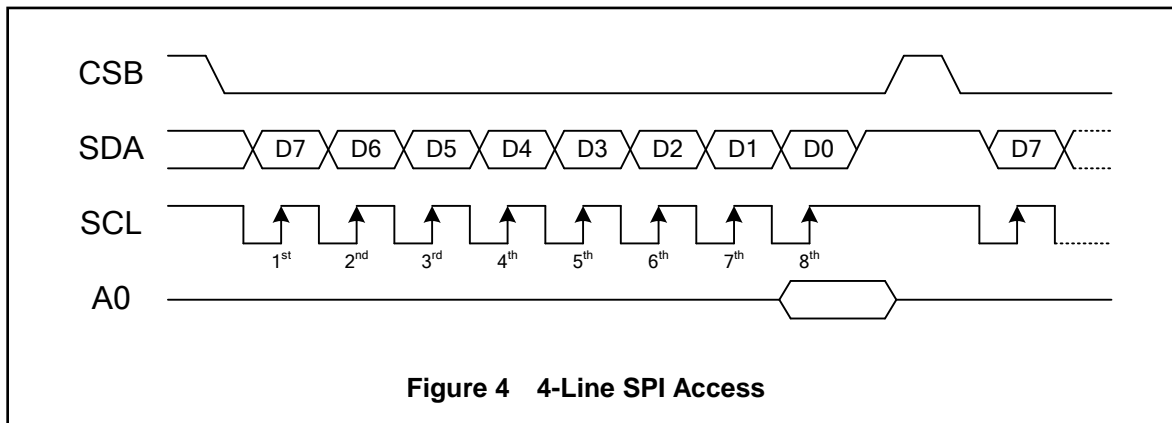 CSB
SDA D7 D6 D5 D4 D3 D2 D1 D0 D7
SCL
1st 2nd 3rd 4th 5th 6th 7th 8th
A0
Figure 4 4-Line SPI Access